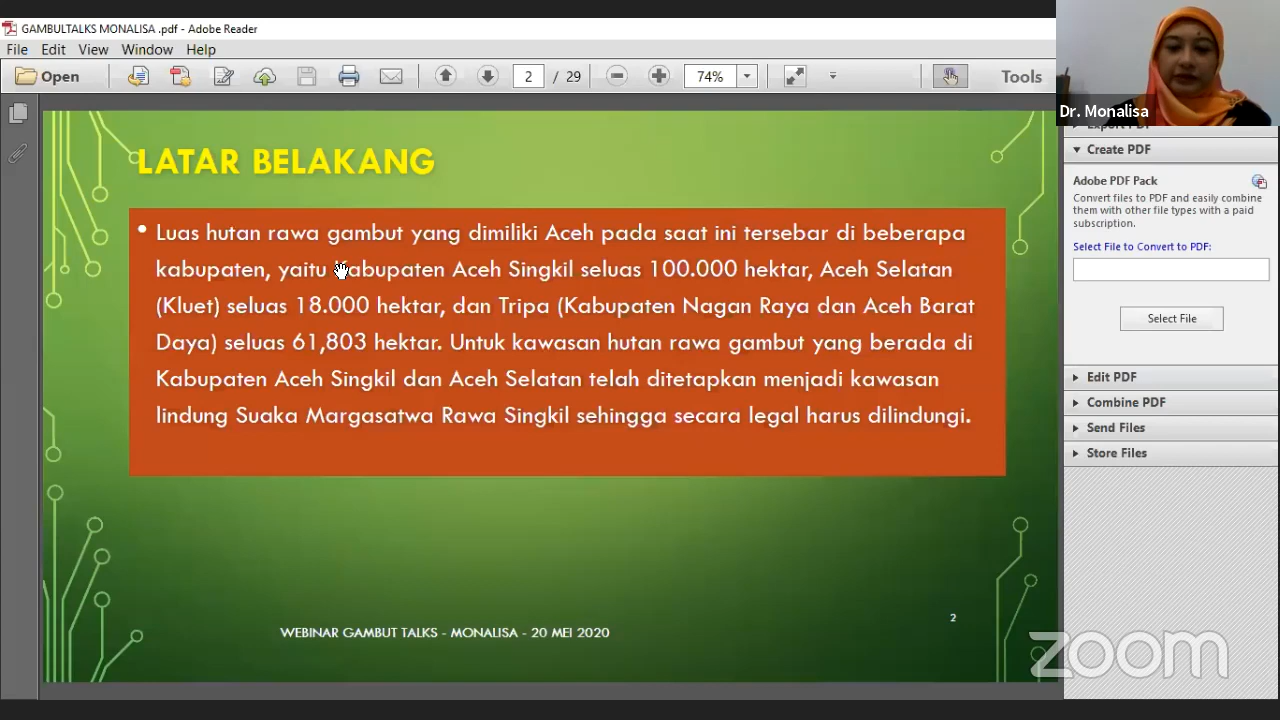 GAMBULTALKS MONALISA .pdf - Adobe Reader
File Edit View Window Help
Open
2 / 29
74%
Tools
Dr. Monalisa
Export PDF
Create PDF
Adobe PDF Pack
Convert files to PDF and easily combine
them with other file types with a paid
subscription.
Select File to Convert to PDF:
Select File
Edit PDF
Combine PDF
Send Files
Store Files
LATAR BELAKANG
• Luas hutan rawa gambut yang dimiliki Aceh pada saat ini tersebar di beberapa
kabupaten, yaitu Kabupaten Aceh Singkil seluas 100.000 hektar, Aceh Selatan
(Kluet) seluas 18.000 hektar, dan Tripa (Kabupaten Nagan Raya dan Aceh Barat
Daya) seluas 61,803 hektar. Untuk kawasan hutan rawa gambut yang berada di
Kabupaten Aceh Singkil dan Aceh Selatan telah ditetapkan menjadi kawasan
lindung Suaka Margasatwa Rawa Singkil sehingga secara legal harus dilindungi.
2
WEBINAR GAMBUT TALKS - MONALISA - 20 MEI 2020
zoom